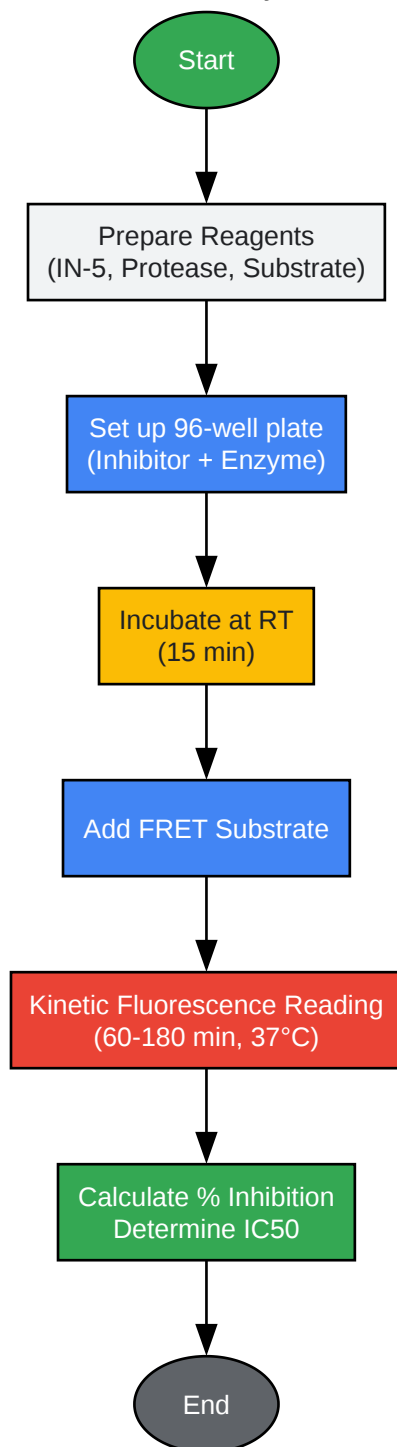 Start
Prepare Reagents
(IN-5, Protease, Substrate)
Set up 96-well plate
(Inhibitor + Enzyme)
Incubate at RT
(15 min)
Add FRET Substrate
Kinetic Fluorescence Reading
(60-180 min, 37°C)
Calculate % Inhibition
Determine IC50
End